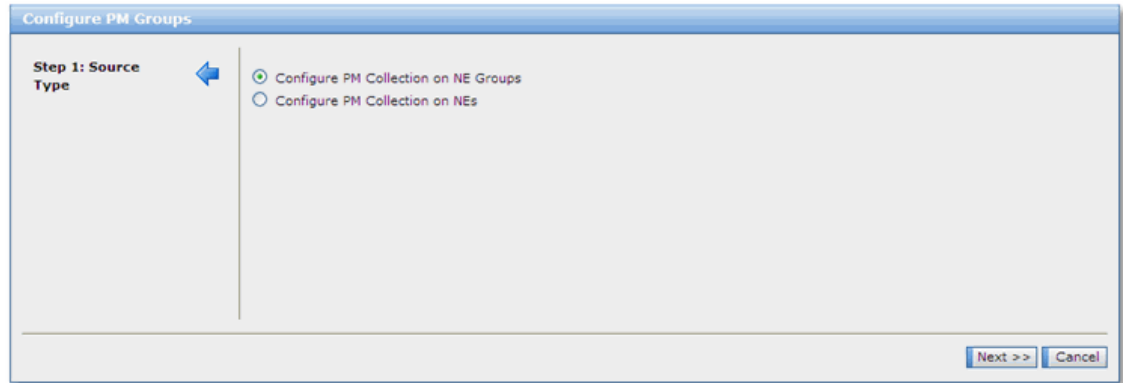 Configure PM Groups
Step 1: Source
Type
Configure PM Collection on NE Groups
Configure PM Collection on NEs
Next >>
Cancel